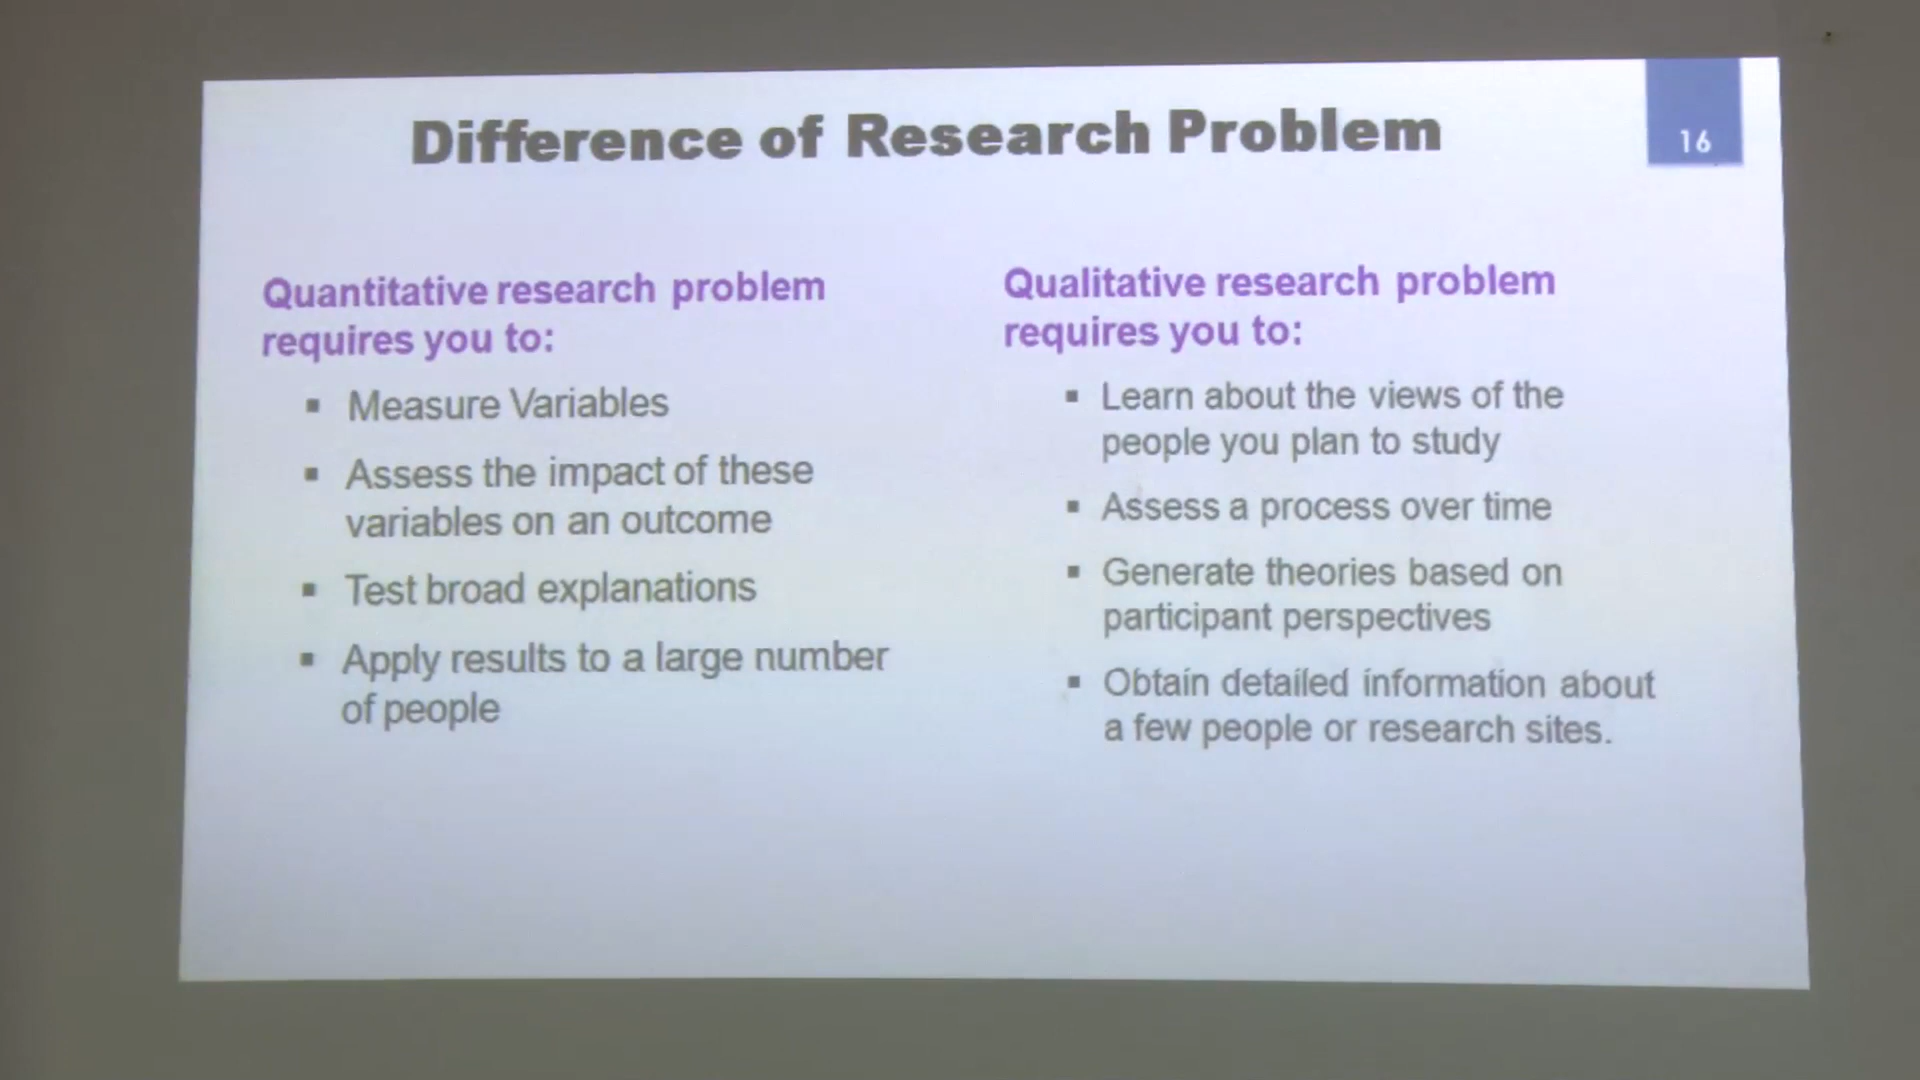 Difference of Research Problem
16
Quantitative research problem
requires you to:
▪ Measure Variables
▪ Assess the impact of these
variables on an outcome
▪ Test broad explanations
▪ Apply results to a large number
of people
Qualitative research problem
requires you to:
▪ Learn about the views of the
people you plan to study
▪ Assess a process over time
▪ Generate theories based on
participant perspectives
▪ Obtain detailed information about
a few people or research sites.